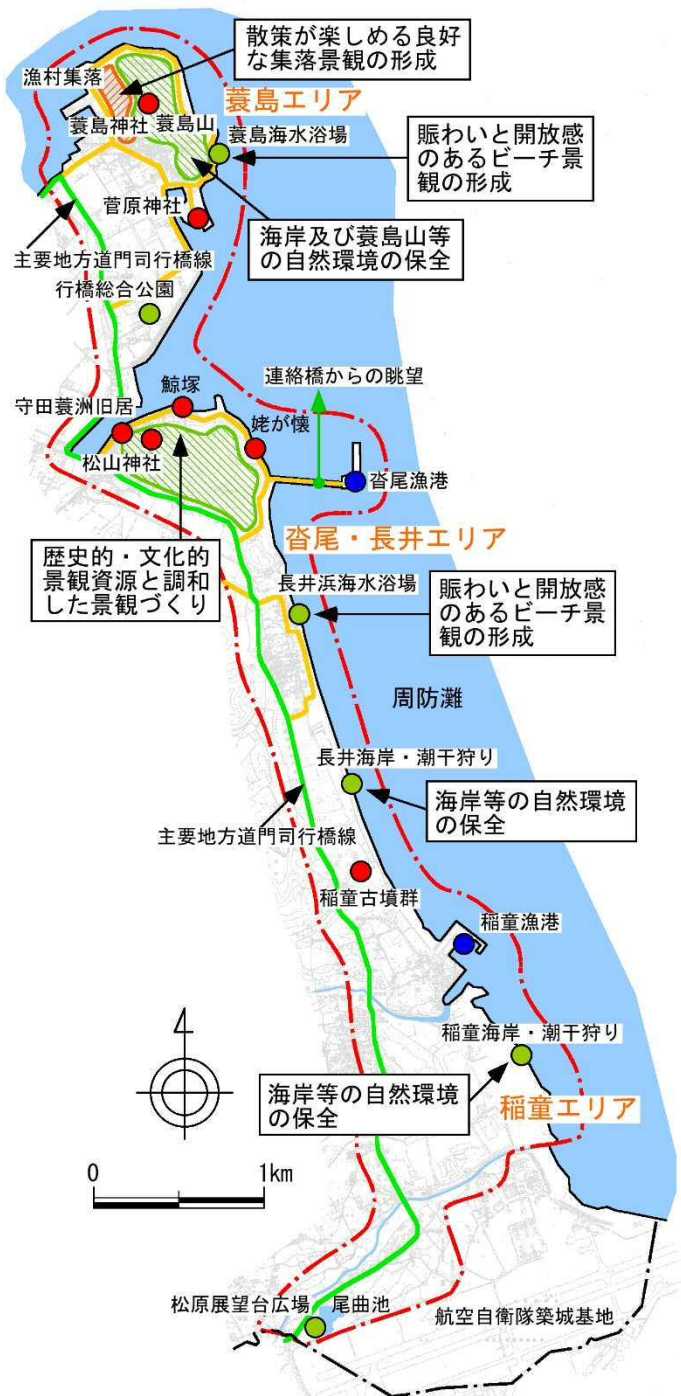 散策が楽しめる良好
な集落景観の形成
漁村集落
蓑島エリア
蓑島神社
蓑島山
蓑島海水浴場
賑わいと開放感
のあるビーチ景
観の形成
菅原神社
海岸及び蓑島山等
の自然環境の保全
主要地方道門司行橋線
行橋総合公園
連絡橋からの眺望
鯨塚
守田蓑洲旧居
姥が懐
松山神社
沓尾漁港
沓尾・長井エリア
歴史的・文化的
景観資源と調和
した景観づくり
長井浜海水浴場
賑わいと開放感
のあるビーチ景
観の形成
周防灘
長井海岸・潮干狩り
海岸等の自然環境
の保全
主要地方道門司行橋線
稲童古墳群
稲童漁港
稲童海岸・潮干狩り
海岸等の自然環境
の保全
稲童エリア
0
1km
松原展望台広場
尾曲池
航空自衛隊築城基地